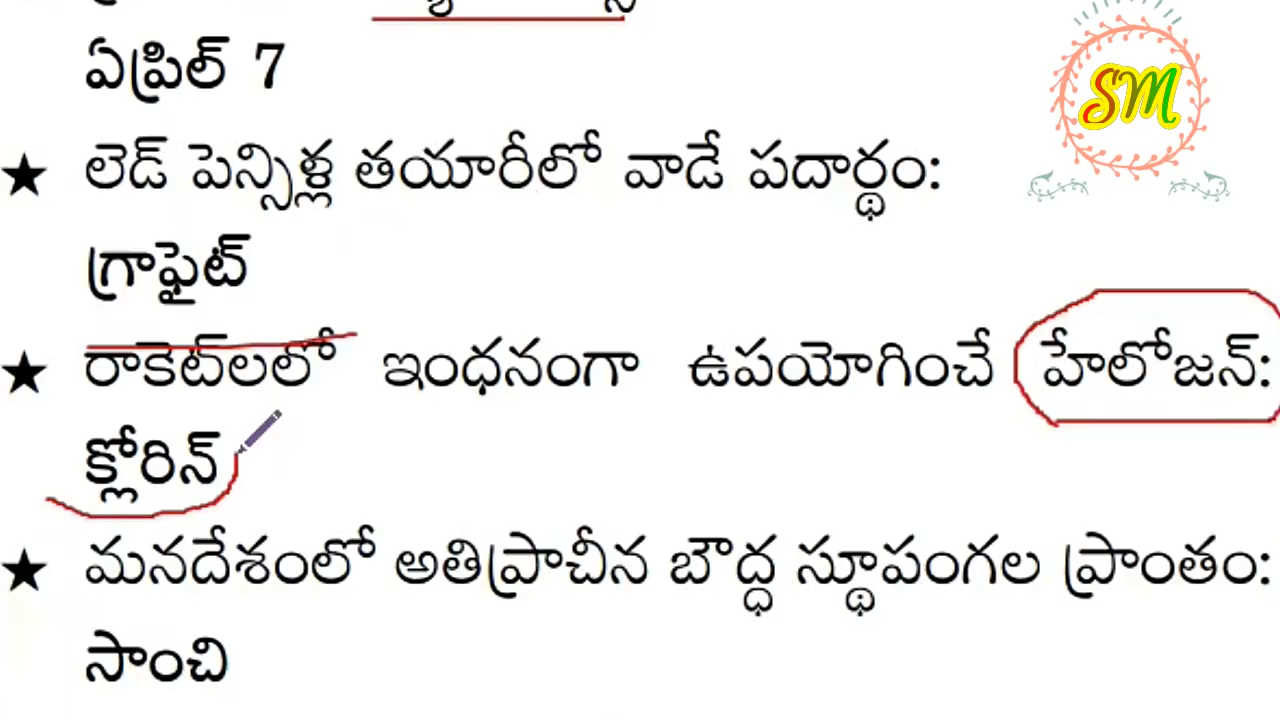 ఏప్రిల్ 7
SM
★ లెడ్ పెన్సిళ్ల తయారీలో వాడే పదార్థం:
గ్రాఫైట్
★ రాకెట్‌లలో ఇంధనంగా ఉపయోగించే హేలోజన్:
క్లోరిన్
★ మనదేశంలో అతిప్రాచీన బౌద్ధ స్థూపంగల ప్రాంతం:
సాంచి